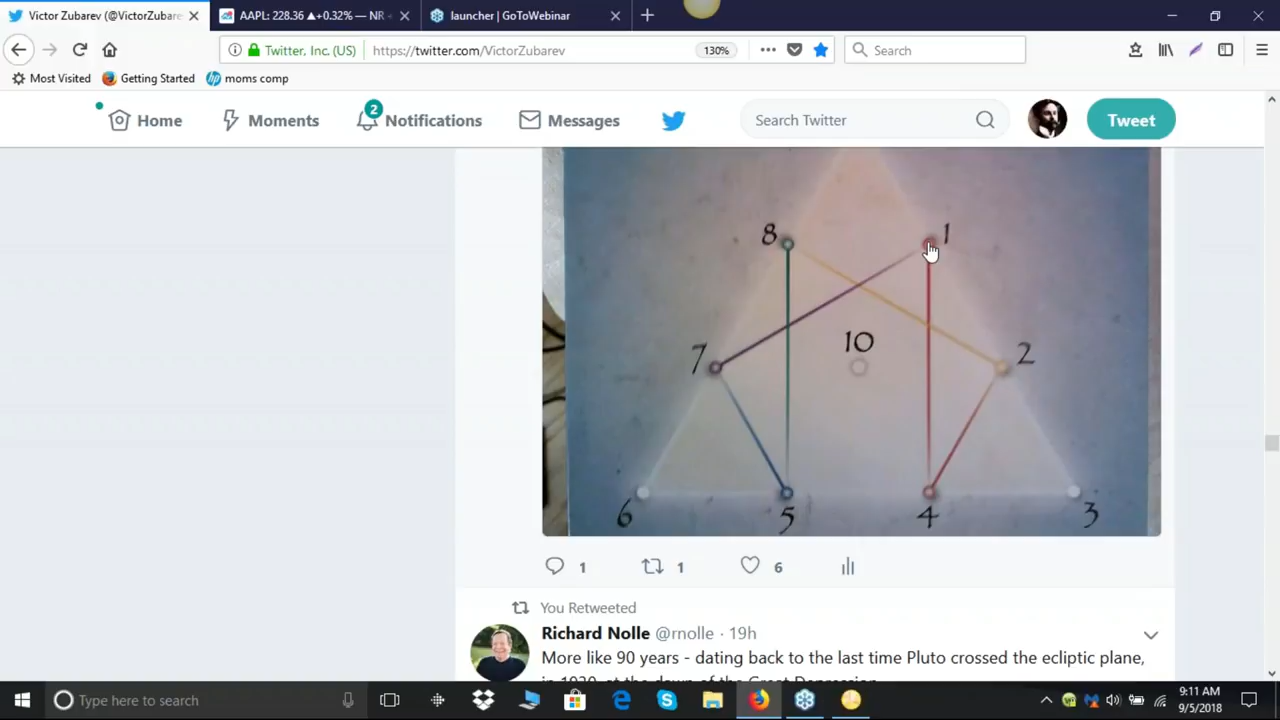 Victor Zubarev (@VictorZubare
AAPL: 228.36 ▲+0.32% — NR
launcher | GoToWebinar
Twitter, Inc. (US)
https://twitter.com/VictorZubarev
130%
Search
Most Visited
Getting Started
hp
moms comp
Home
Moments
2
Notifications
Messages
Search Twitter
Tweet
8
1
7
10
2
6
5
4
3
1
1
6
You Retweeted
Richard Nolle @rnolle · 19h
More like 90 years - dating back to the last time Pluto crossed the ecliptic plane,
Type here to search
9:11 AM
9/5/2018